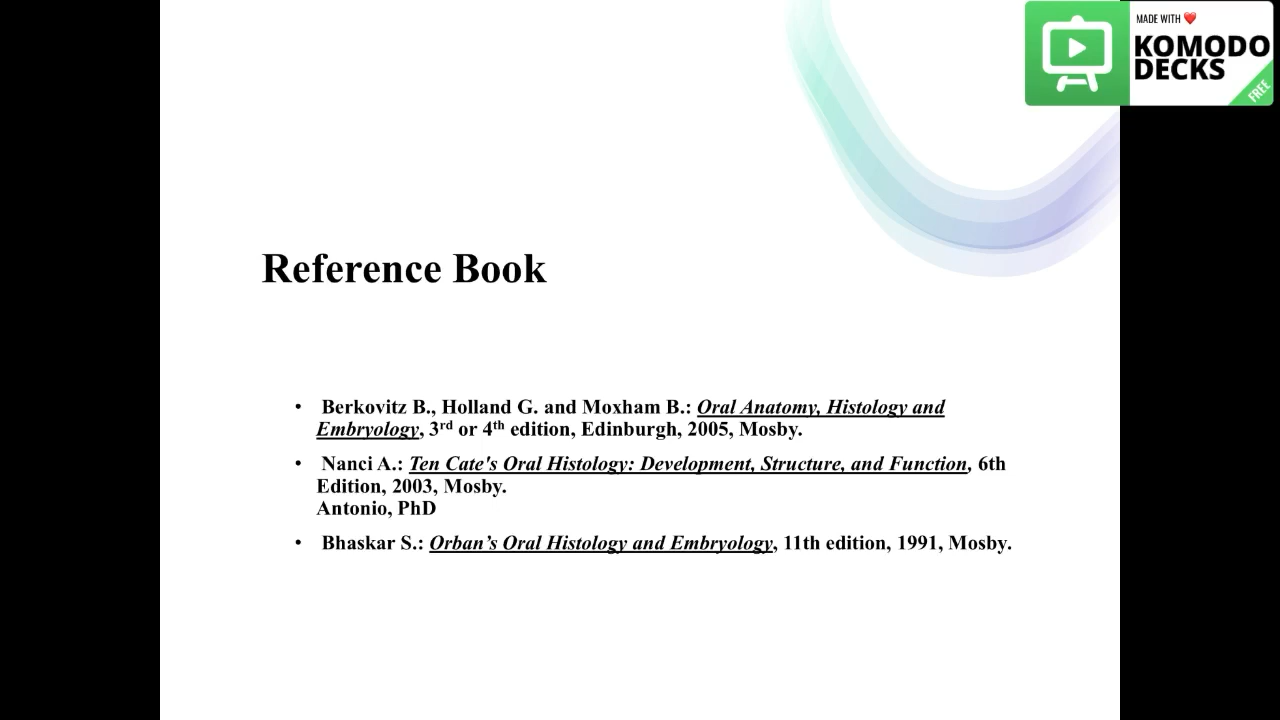 MADE WITH ❤️
KOMODO
DECKS
FREE
Reference Book
• Berkovitz B., Holland G. and Moxham B.: Oral Anatomy, Histology and
Embryology, 3rd or 4th edition, Edinburgh, 2005, Mosby.
• Nanci A.: Ten Cate's Oral Histology: Development, Structure, and Function, 6th
Edition, 2003, Mosby.
Antonio, PhD
• Bhaskar S.: Orban’s Oral Histology and Embryology, 11th edition, 1991, Mosby.